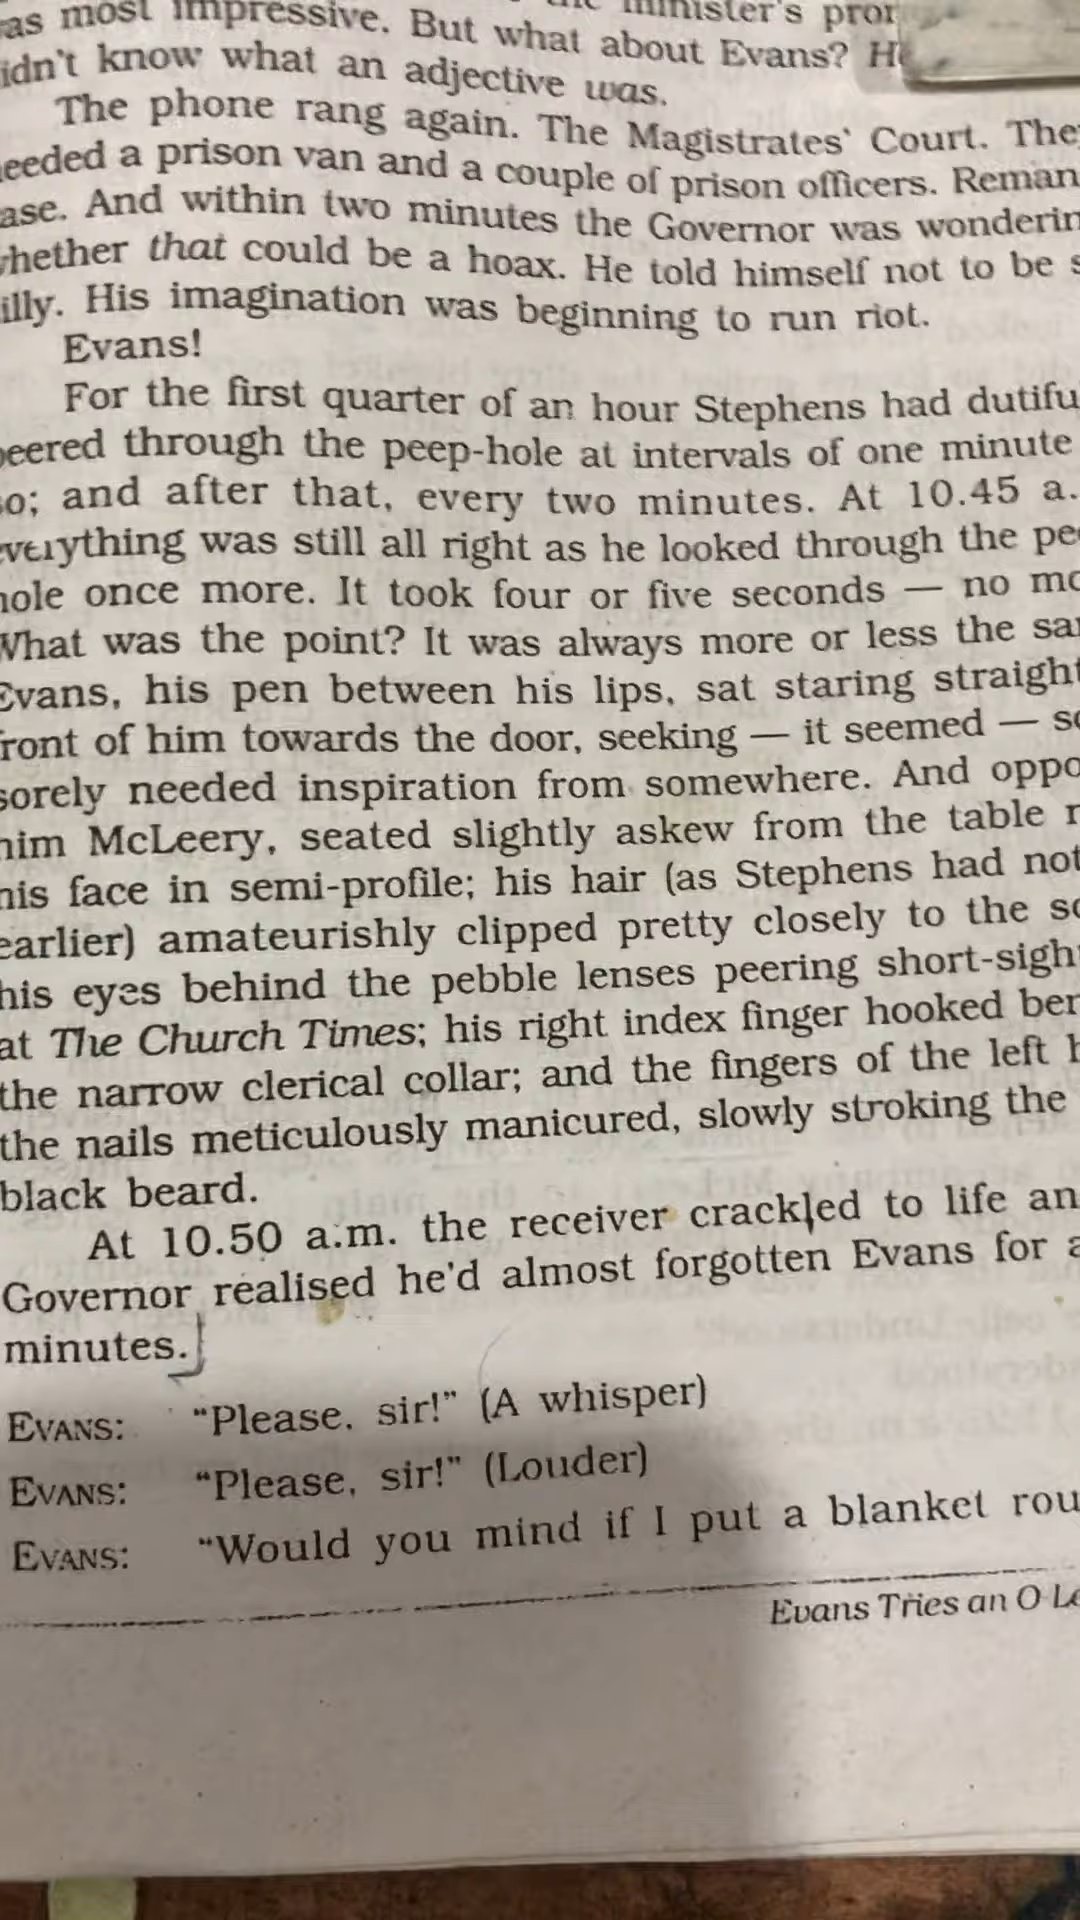 as most impressive. But what about Evans? He
idn't know what an adjective was.
The phone rang again. The Magistrates' Court. The
eeded a prison van and a couple of prison officers. Reman
ase. And within two minutes the Governor was wonderin
hether that could be a hoax. He told himself not to be s
illy. His imagination was beginning to run riot.
Evans!
For the first quarter of an hour Stephens had dutifu
eered through the peep-hole at intervals of one minute
so; and after that, every two minutes. At 10.45 a.
everything was still all right as he looked through the pe
hole once more. It took four or five seconds — no mo
What was the point? It was always more or less the sa
Evans, his pen between his lips, sat staring straight
front of him towards the door, seeking — it seemed — so
sorely needed inspiration from somewhere. And oppo
him McLeery, seated slightly askew from the table
his face in semi-profile; his hair (as Stephens had not
earlier) amateurishly clipped pretty closely to the sc
his eyes behind the pebble lenses peering short-sigh
at The Church Times; his right index finger hooked ben
the narrow clerical collar; and the fingers of the left h
the nails meticulously manicured, slowly stroking the
black beard.
At 10.50 a.m. the receiver crackled to life an
Governor realised he'd almost forgotten Evans for a
minutes.
EVANS: “Please, sir!” (A whisper)
EVANS: “Please, sir!” (Louder)
EVANS: “Would you mind if I put a blanket rou
Evans Tries an O Le